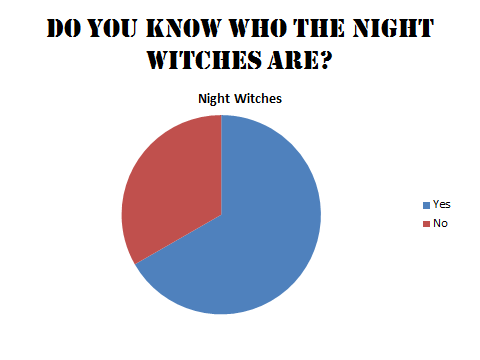 DO YOU KNOW WHO THE NIGHT
WITCHES ARE?
Night Witches
Yes
No